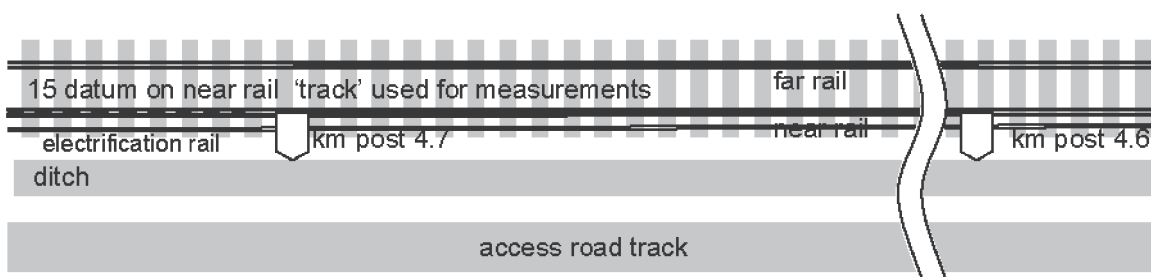 15 datum on near rail 'track' used for measurements
far rail
near rail
electrification rail
km post 4.7
km post 4.6
ditch
access road track